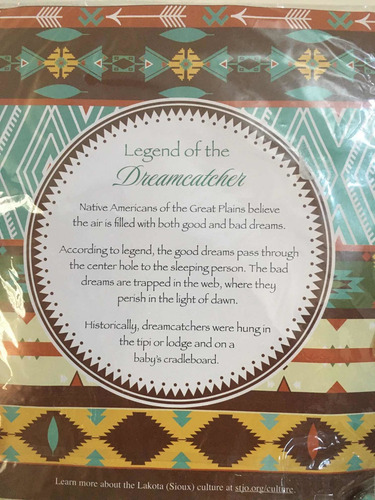 Legend of the
Dreamcatcher
Native Americans of the Great Plains believe
the air is filled with both good and bad dreams.
According to legend, the good dreams pass through
the center hole to the sleeping person. The bad
dreams are trapped in the web, where they
perish in the light of dawn.
Historically, dreamcatchers were hung in
the tipi or lodge and on a
baby's cradleboard.
Learn more about the Lakota (Sioux) culture at stjo.org/culture.